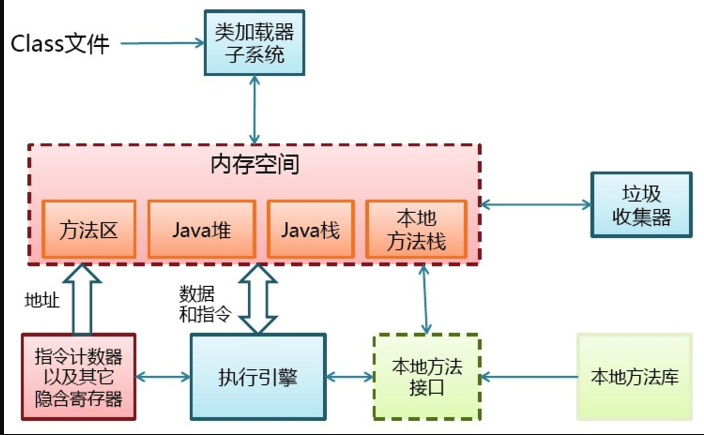 Class文件
类加载器
子系统
内存空间
方法区
Java堆
Java栈
本地
方法栈
垃圾
收集器
地址
数据
和指令
指令计数器
以及其它
隐含寄存器
执行引擎
本地方法
接口
本地方法库